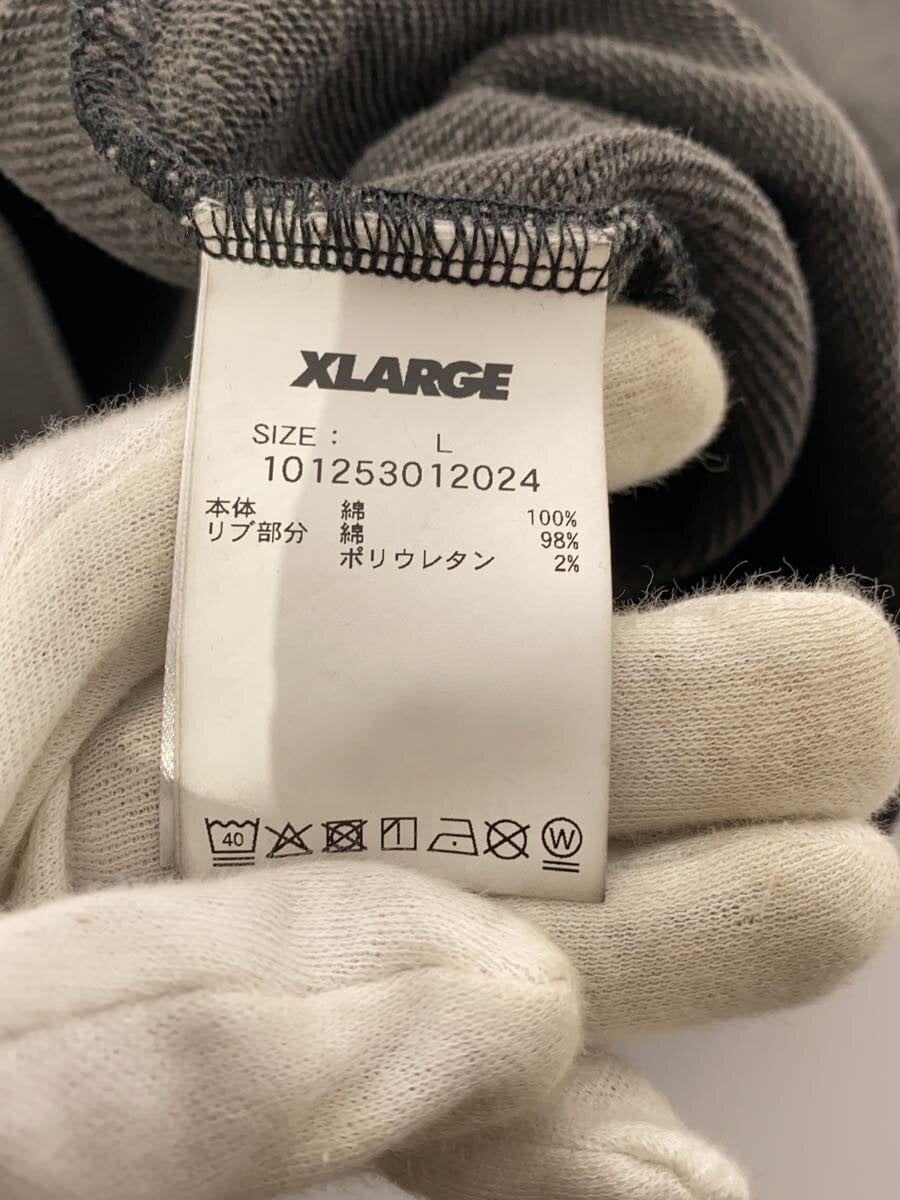 XLARGE
SIZE : L
101253012024
本体 綿 100%
リブ部分 綿 98%
ポリウレタン 2%
40 W